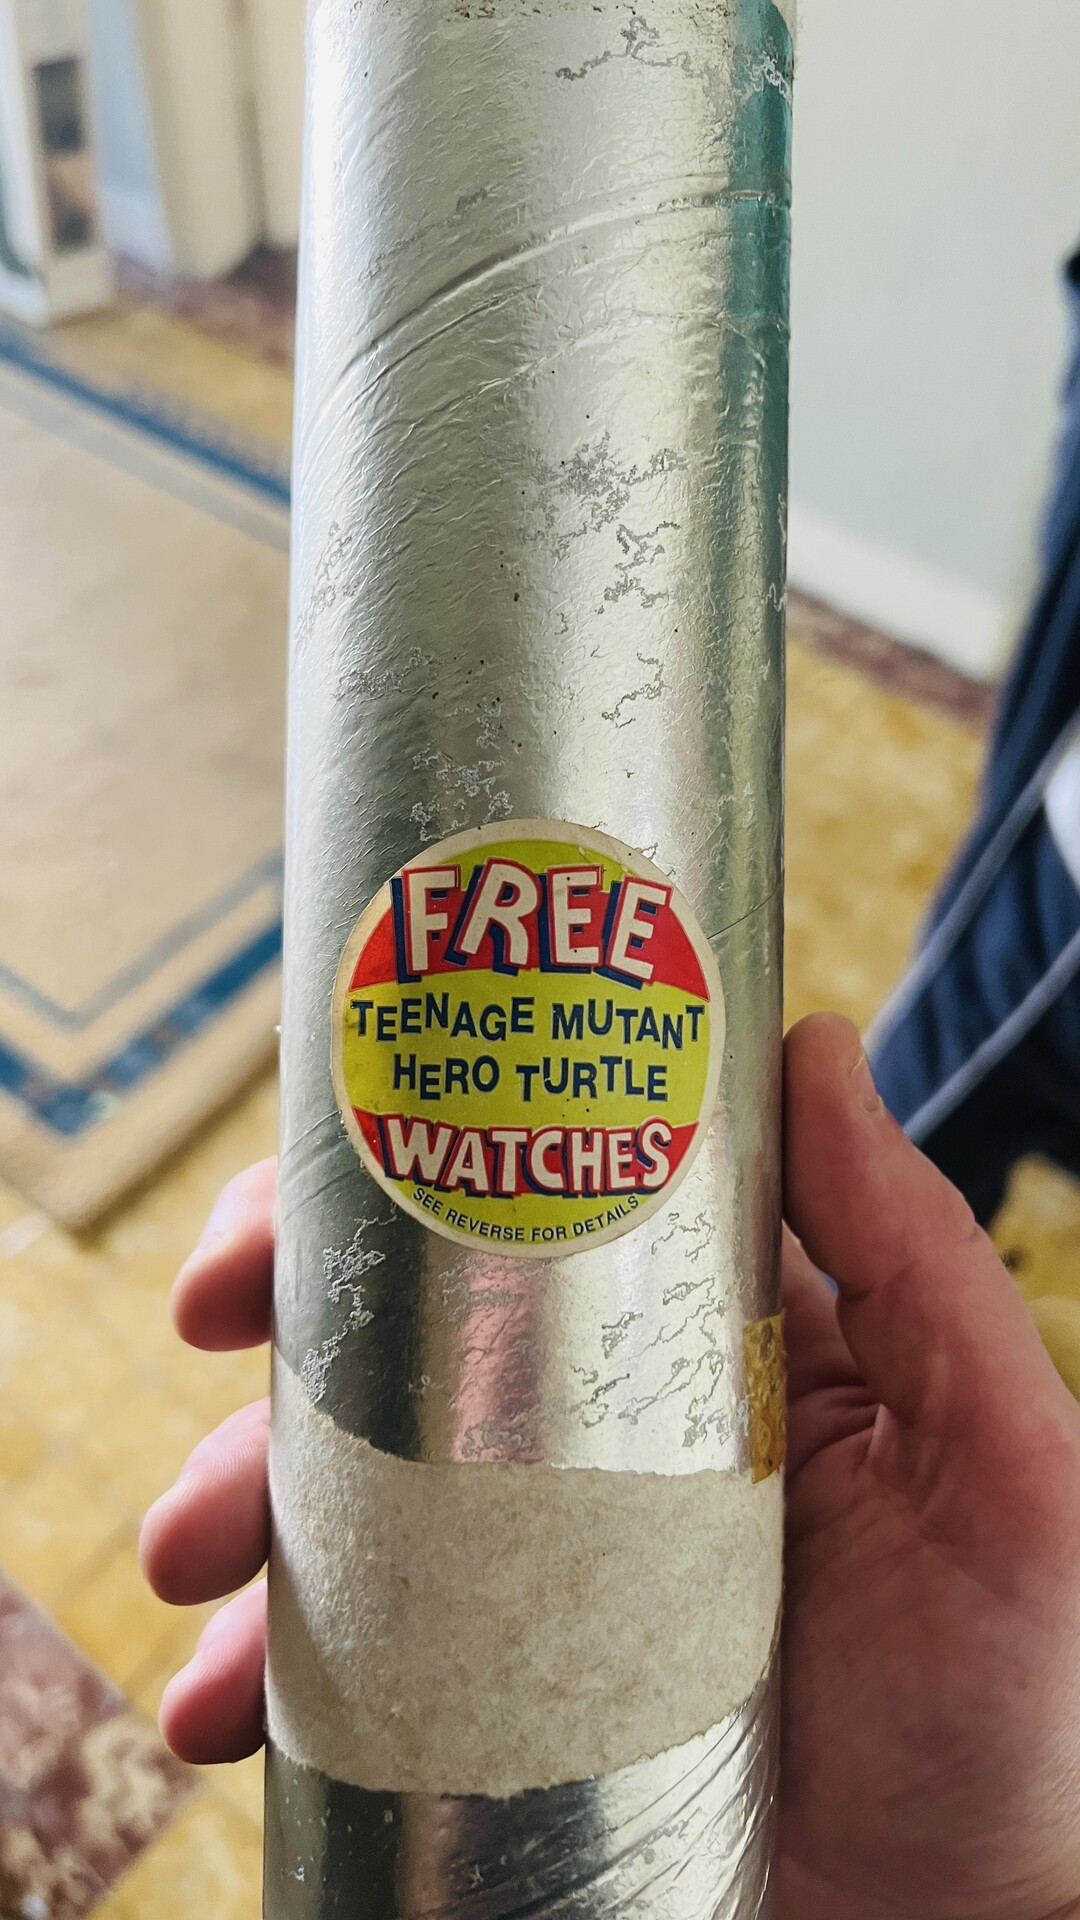 FREE
TEENAGE MUTANT
HERO TURTLE
WATCHES
SEE REVERSE FOR DETAILS